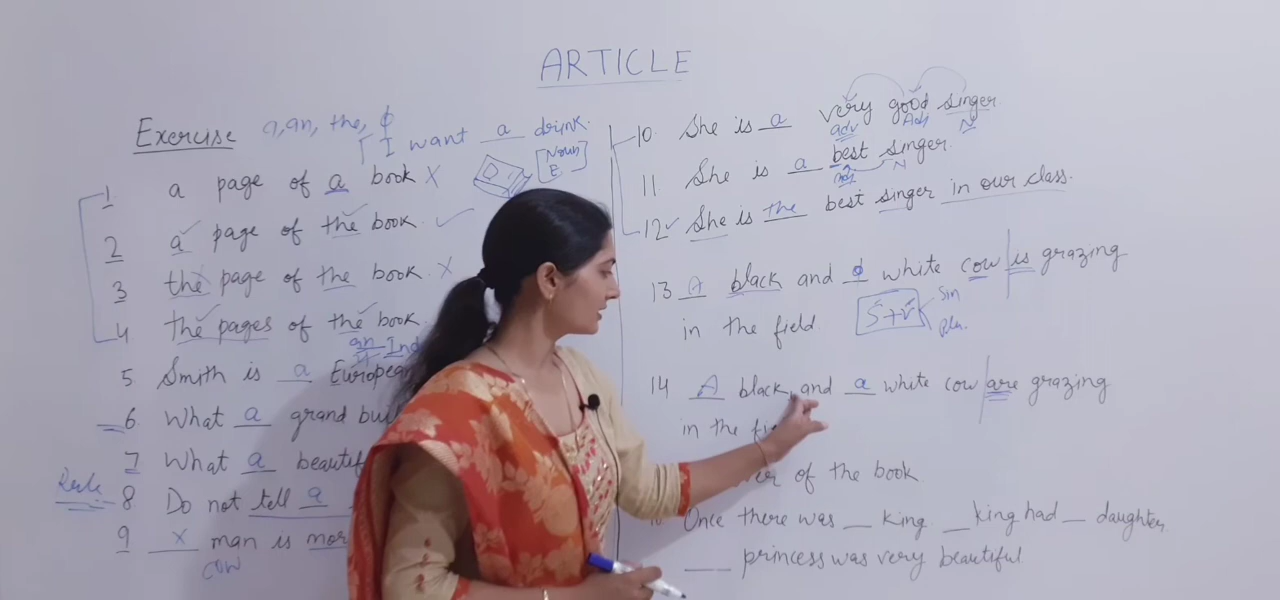 ARTICLE
Exercise a, an, the, ϕ
I want a drink.
[Noun]
1 a page of a book X
2 a ✓ page of the ✓ book. ✓
3 the page of the book. X
4 the ✓ pages of the ✓ book
an Ind
5. Smith is a European
6. What a grand
7. What a
Rule
8. Do not tell a
9 x man is
cow
10. She is a very good singer
adv Adj N
11. She is a best singer.
Adj N
12 ✓ She is the best singer in our class.
13 A black and ϕ white cow is grazing
in the field.
S+V Sin
Plu.
14 A black and a white cow are grazing
in the
of the book
Once there was __ king. __ king had __ daughter.
__ princess was very beautiful.